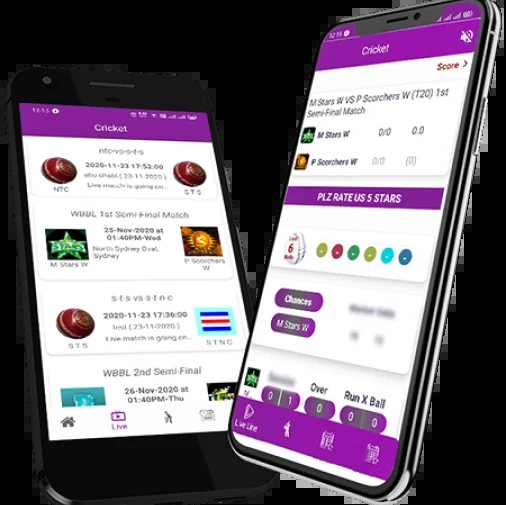 12:13
Cricket
ntc-vs-s-t-s
2020-11-23 17:52:00
abu dhabi ( 23-11-2020 )
Live match is going on...
NTC
S T S
WBBL 1st Semi-Final Match
25-Nov-2020 at
01:40PM-Wed
North Sydney Oval,
Sydney
M Stars W
P Scorchers
W
s-t-s-vs-s-t-n-c
2020-11-23 17:36:00
test ( 23-11-2020 )
Live match is going on...
S T S
S T N C
WBBL 2nd Semi-Final
26-Nov-2020 at
01:40PM-Thu
Live
12:15
Cricket
Score >
M Stars W VS P Scorchers W (T20) 1st
Semi-Final Match
M Stars W 0/0 0.0
P Scorchers W 0/0 (0)
PLZ RATE US 5 STARS
Last
6
Balls
Chances
M Stars W
Over
Run X Ball
0 1
0
0 0
Live Line